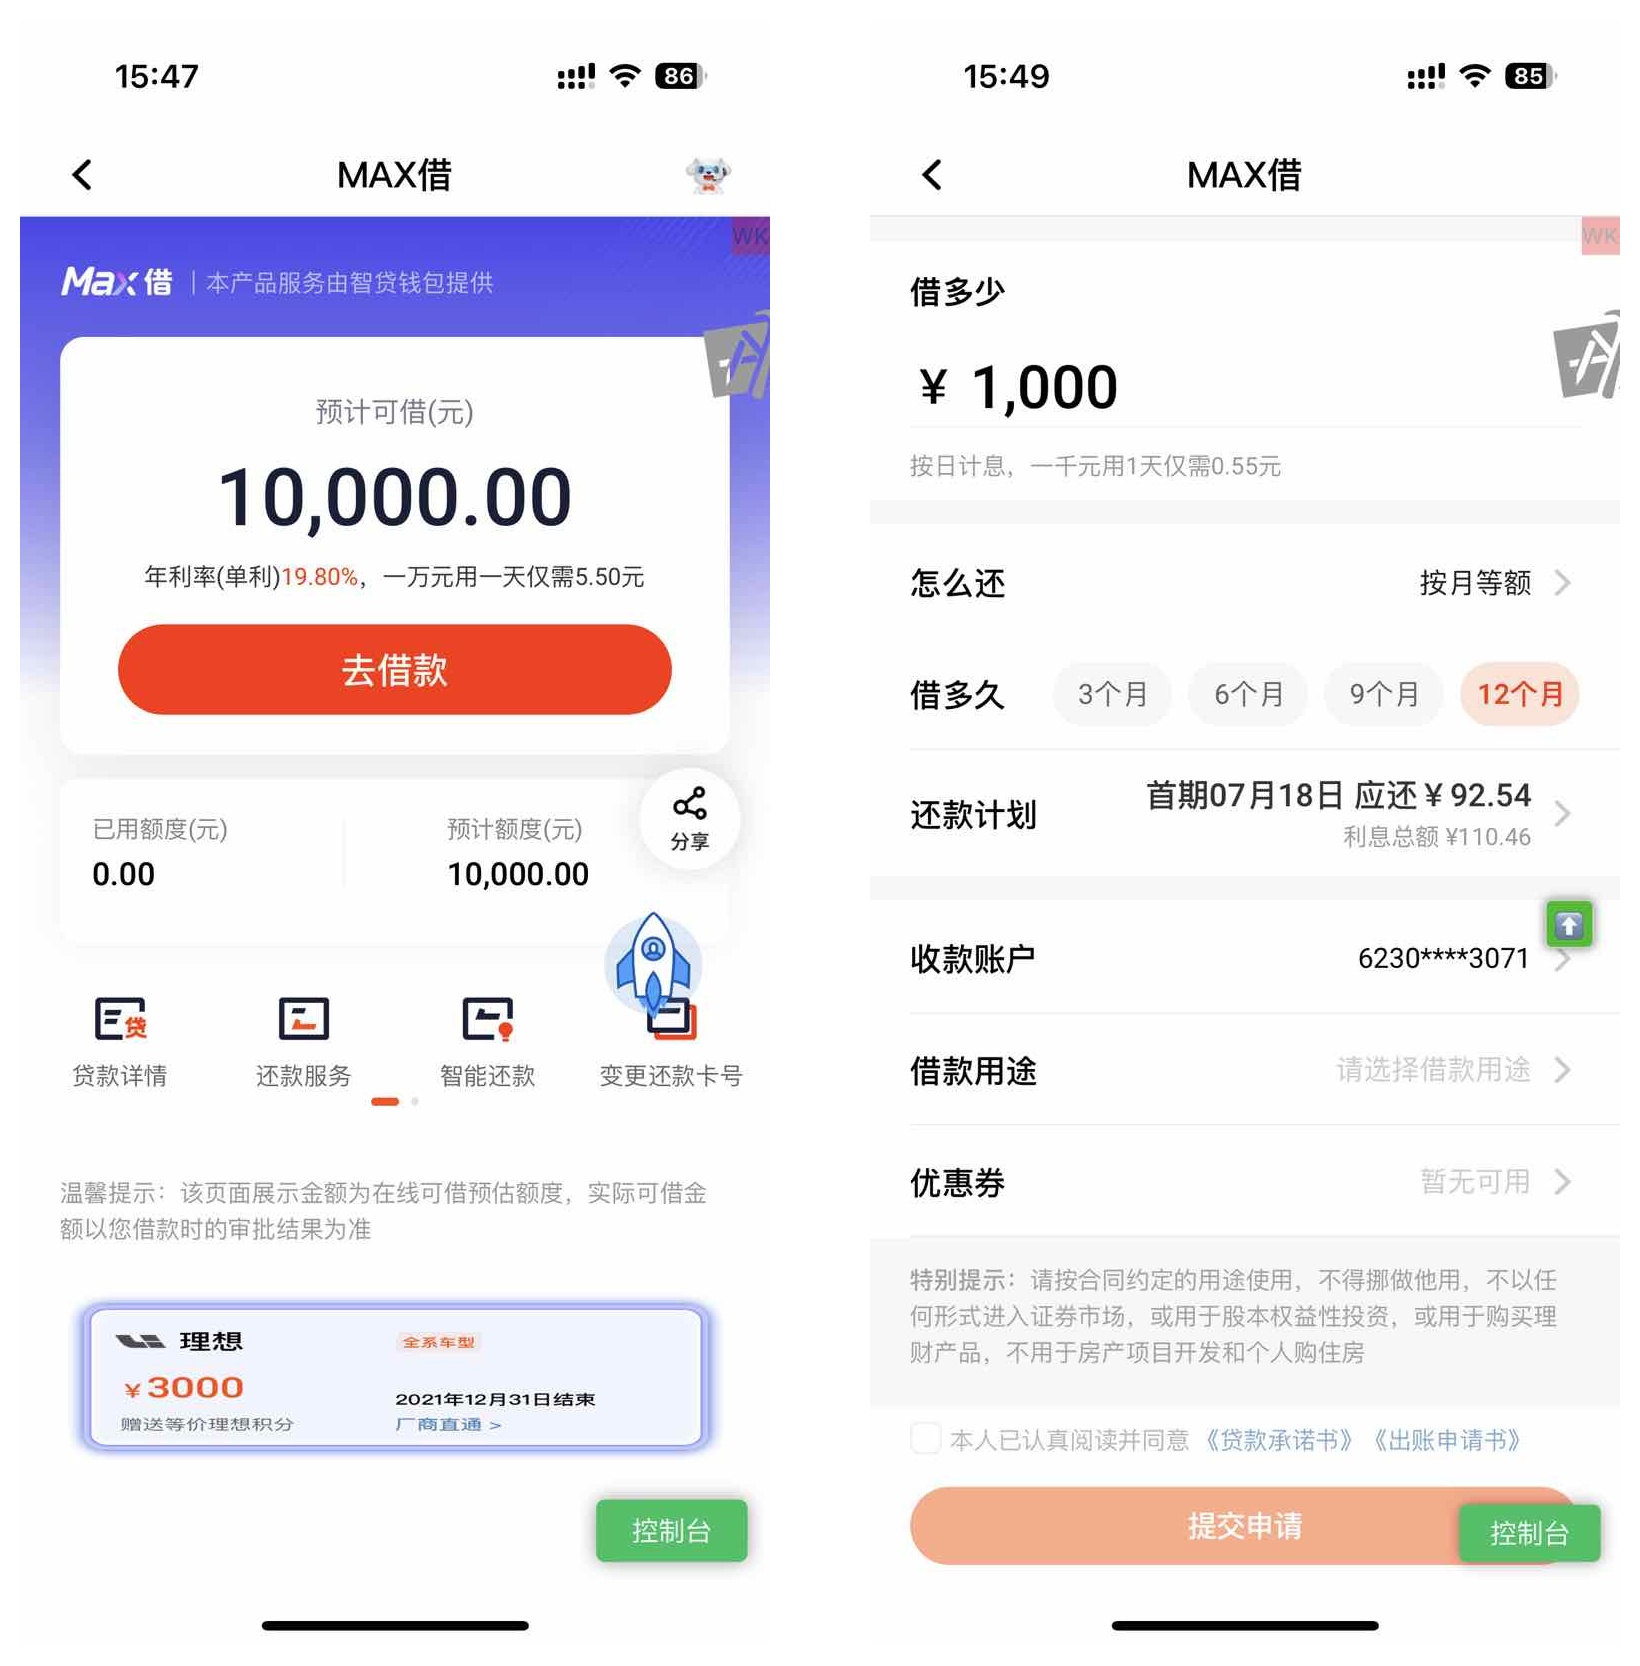 15:47
86
MAX借
WK
Max借 | 本产品服务由智贷钱包提供
预计可借(元)
10,000.00
年利率(单利)19.80%，一万元用一天仅需5.50元
去借款
已用额度(元)
0.00
预计额度(元)
10,000.00
分享
贷
贷款详情
还款服务
智能还款
变更还款卡号
温馨提示：该页面展示金额为在线可借预估额度，实际可借金
额以您借款时的审批结果为准
理想
全系车型
¥3000
2021年12月31日结束
赠送等价理想积分
厂商直通 >
控制台
15:49
85
MAX借
WK
借多少
¥ 1,000
按日计息，一千元用1天仅需0.55元
怎么还
按月等额
借多久
3个月
6个月
9个月
12个月
还款计划
首期07月18日 应还¥92.54
利息总额 ¥110.46
收款账户
6230****3071
借款用途
请选择借款用途
优惠券
暂无可用
特别提示：请按合同约定的用途使用，不得挪做他用，不以任
何形式进入证券市场，或用于股本权益性投资，或用于购买理
财产品，不用于房产项目开发和个人购住房
本人已认真阅读并同意 《贷款承诺书》 《出账申请书》
提交申请
控制台